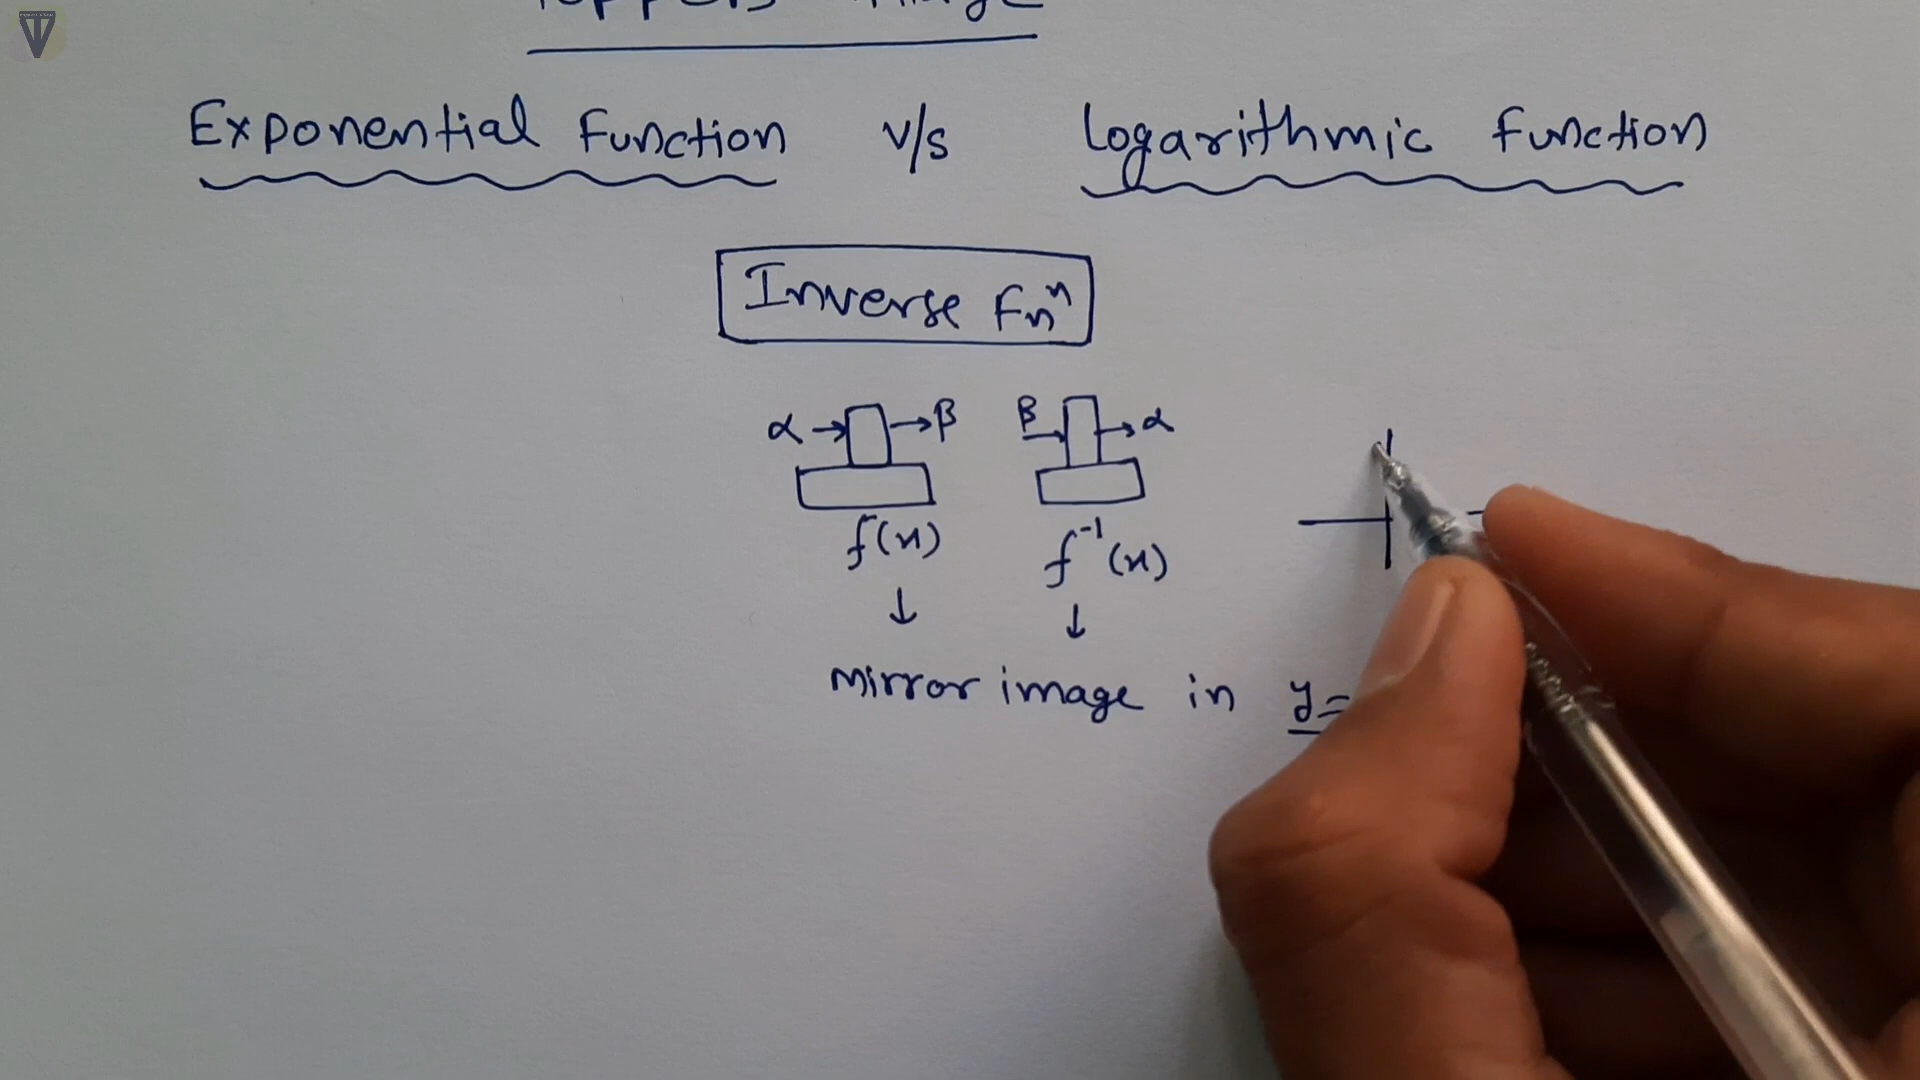 Exponential Function v/s Logarithmic Function
Inverse Fnⁿ
α → → β β → → α
f(x) f⁻¹(x)
↓ ↓
Mirror image in y=